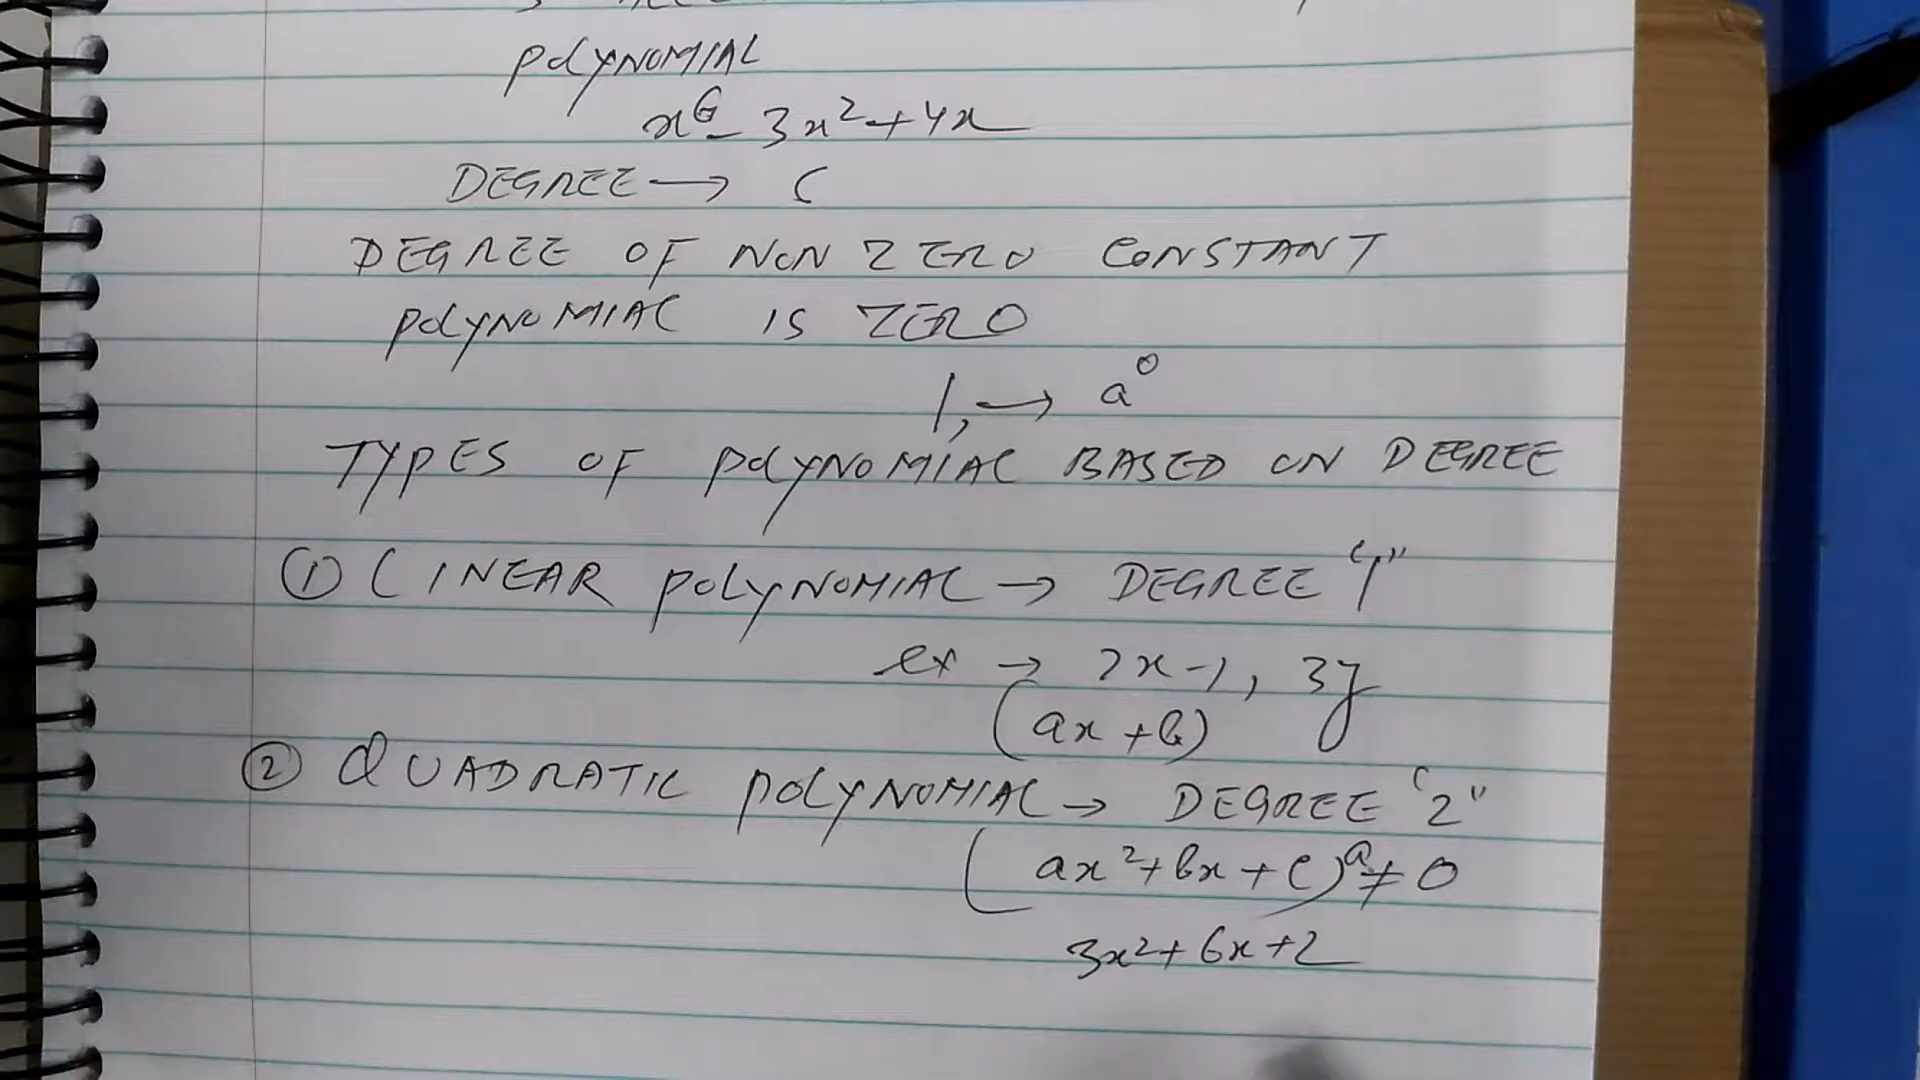 POLYNOMIAL
x⁶ - 3x² + 4x
DEGREE → 6
DEGREE OF NON ZERO CONSTANT
POLYNOMIAL IS ZERO
1, → a⁰
TYPES OF POLYNOMIAL BASED ON DEGREE
① LINEAR POLYNOMIAL → DEGREE "1"
ex → 2x-1, 3y
(ax + b)
② QUADRATIC POLYNOMIAL → DEGREE "2"
(ax² + bx + c) a ≠ 0
3x² + 6x + 2